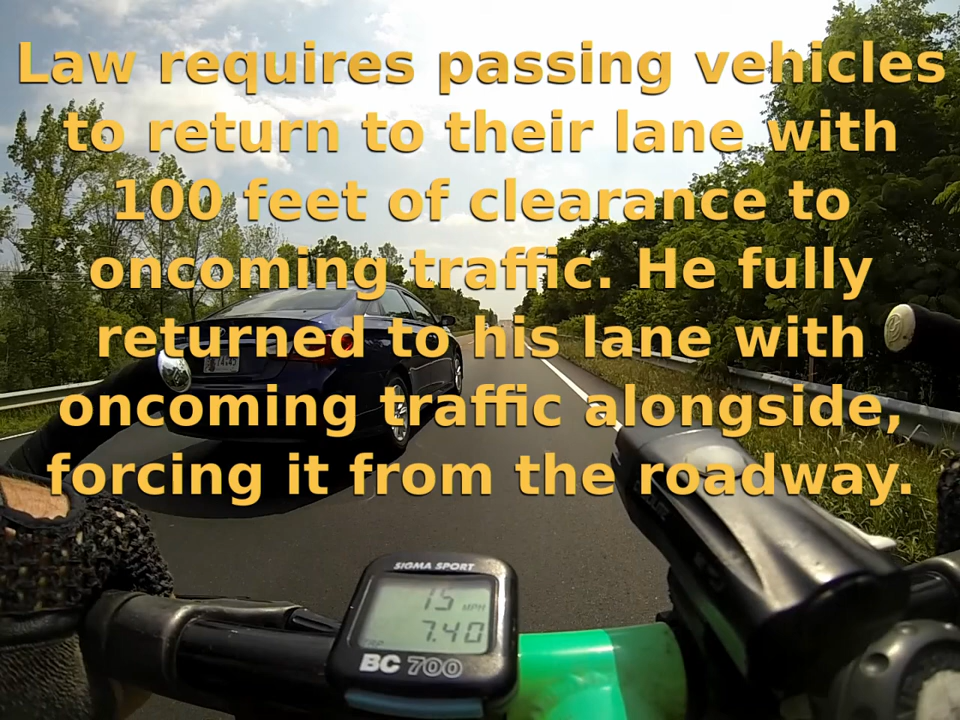 Law requires passing vehicles
to return to their lane with
100 feet of clearance to
oncoming traffic. He fully
returned to his lane with
oncoming traffic alongside,
forcing it from the roadway.
SIGMA SPORT
15 MPH
7.40
BC 700